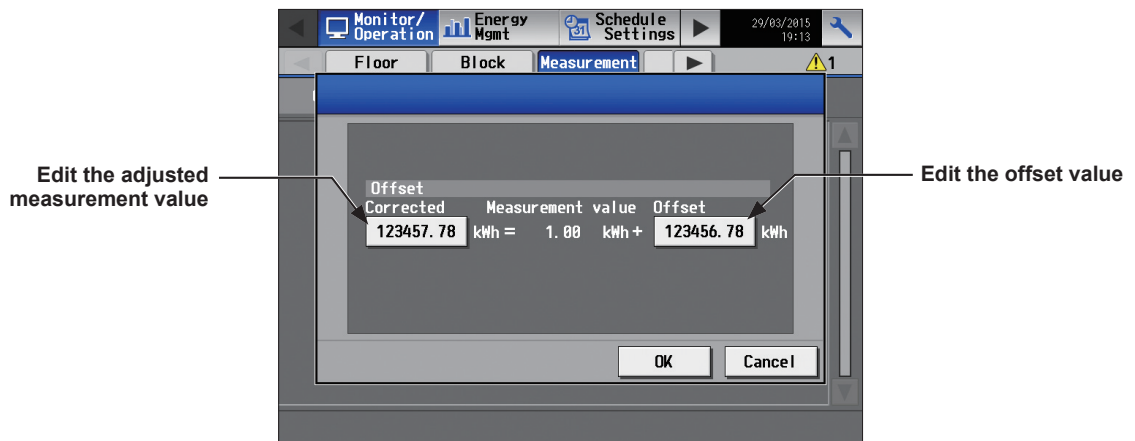 Monitor/ Operation
Energy Mgmt
Schedule Settings
29/03/2015
19:13
Floor Block Measurement 1
Edit the adjusted
measurement value
Edit the offset value
Offset
Corrected Measurement value Offset
123457.78 kWh = 1.00 kWh + 123456.78 kWh
OK Cancel